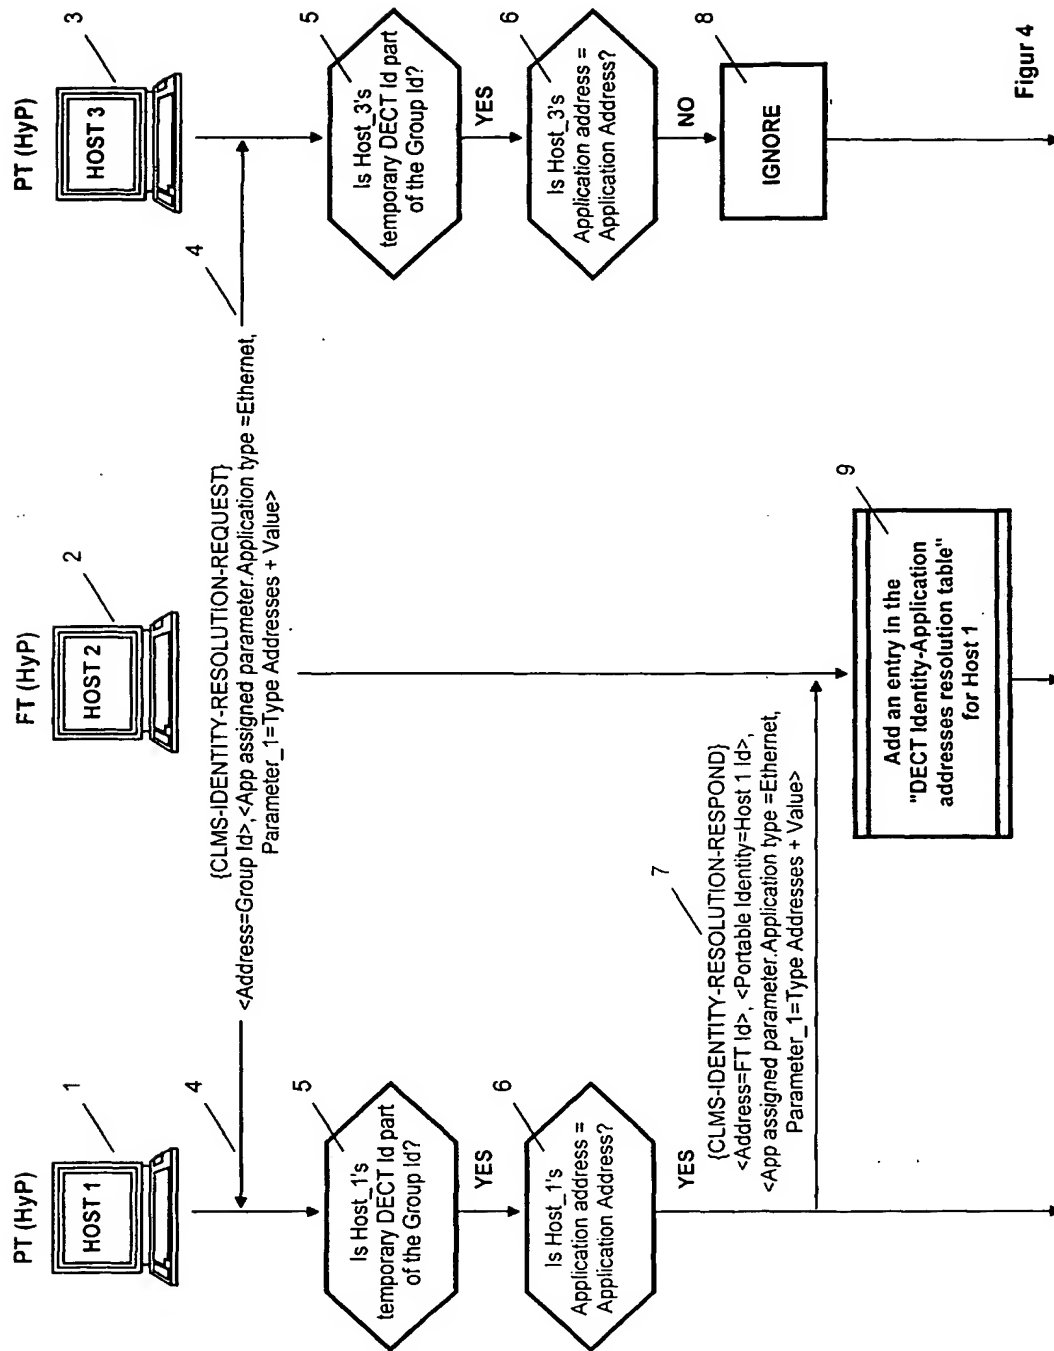 PT (HyP)
HOST 1
1
FT (HyP)
HOST 2
2
PT (HyP)
HOST 3
3
4
{CLMS-IDENTITY-RESOLUTION-REQUEST}
<Address=Group Id>,<App assigned parameter.Application type =Ethernet,
Parameter_1=Type Addresses + Value>
4
5
Is Host_1's
temporary DECT Id part
of the Group Id?
YES
5
Is Host_3's
temporary DECT Id part
of the Group Id?
YES
6
Is Host_1's
Application address =
Application Address?
YES
6
Is Host_3's
Application address =
Application Address?
NO
7
{CLMS-IDENTITY-RESOLUTION-RESPOND}
<Address=FT Id>, <Portable Identity=Host 1 Id>,
<App assigned parameter.Application type =Ethernet,
Parameter_1=Type Addresses + Value>
8
IGNORE
9
Add an entry in the
"DECT Identity-Application
addresses resolution table"
for Host 1
Figur 4